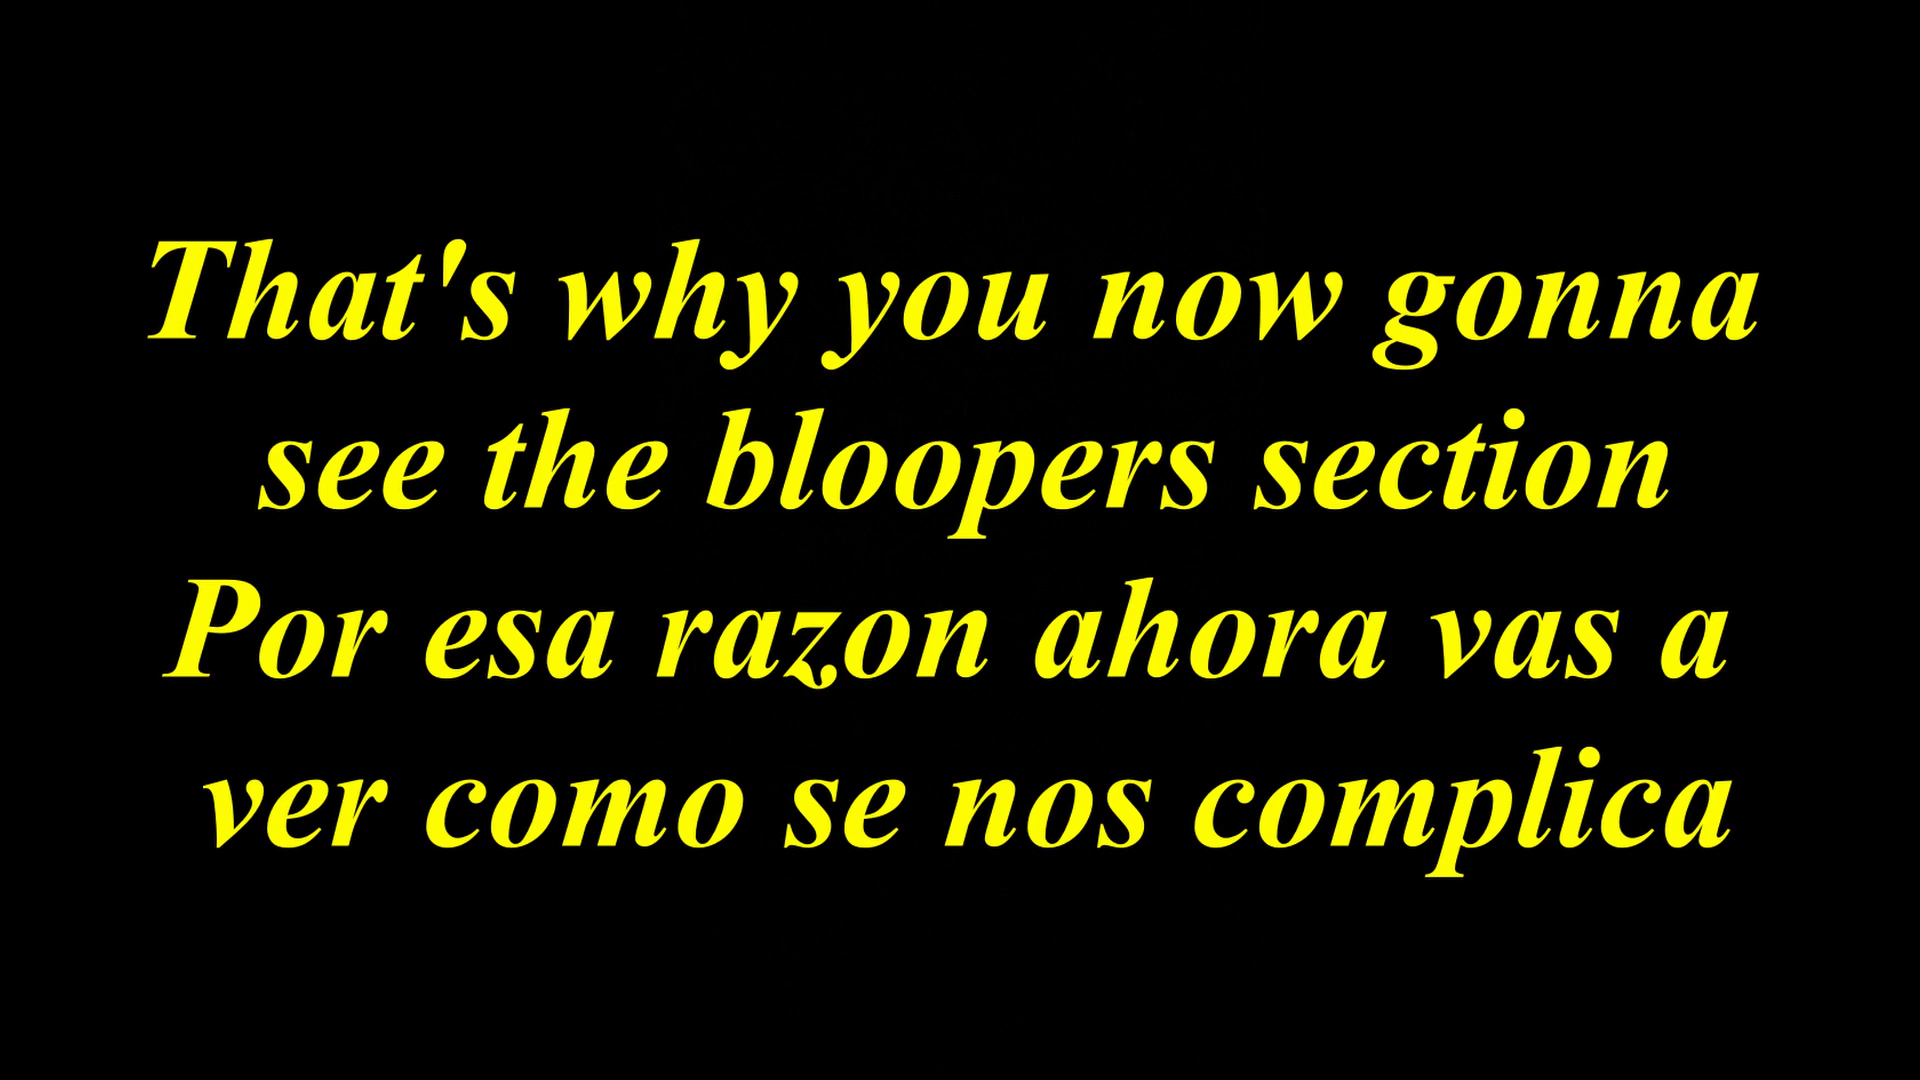 That's why you now gonna
see the bloopers section
Por esa razon ahora vas a
ver como se nos complica